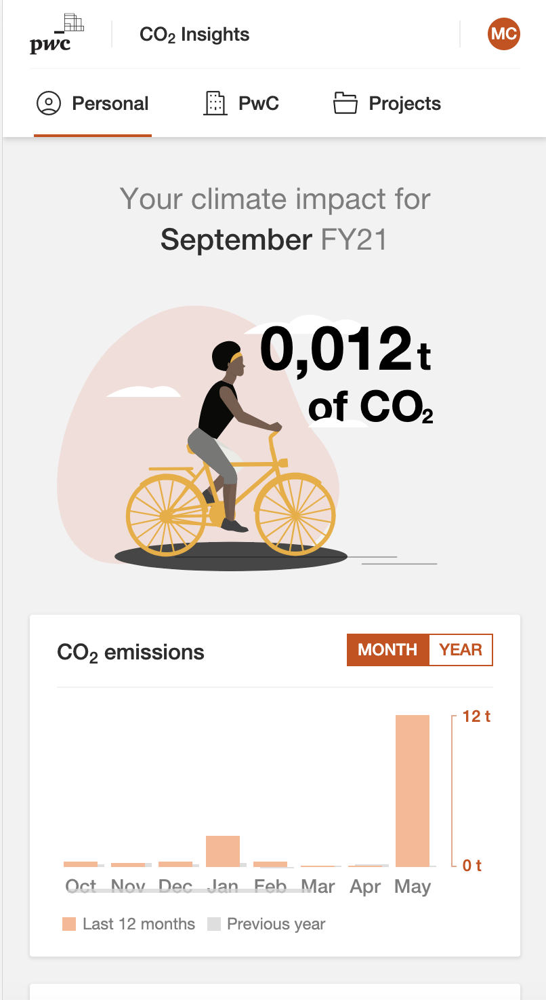 pwc
CO₂ Insights
MC
Personal
PwC
Projects
Your climate impact for
September FY21
0,012 t
of CO₂
CO₂ emissions
MONTH
YEAR
12 t
0 t
Oct Nov Dec Jan Feb Mar Apr May
Last 12 months
Previous year